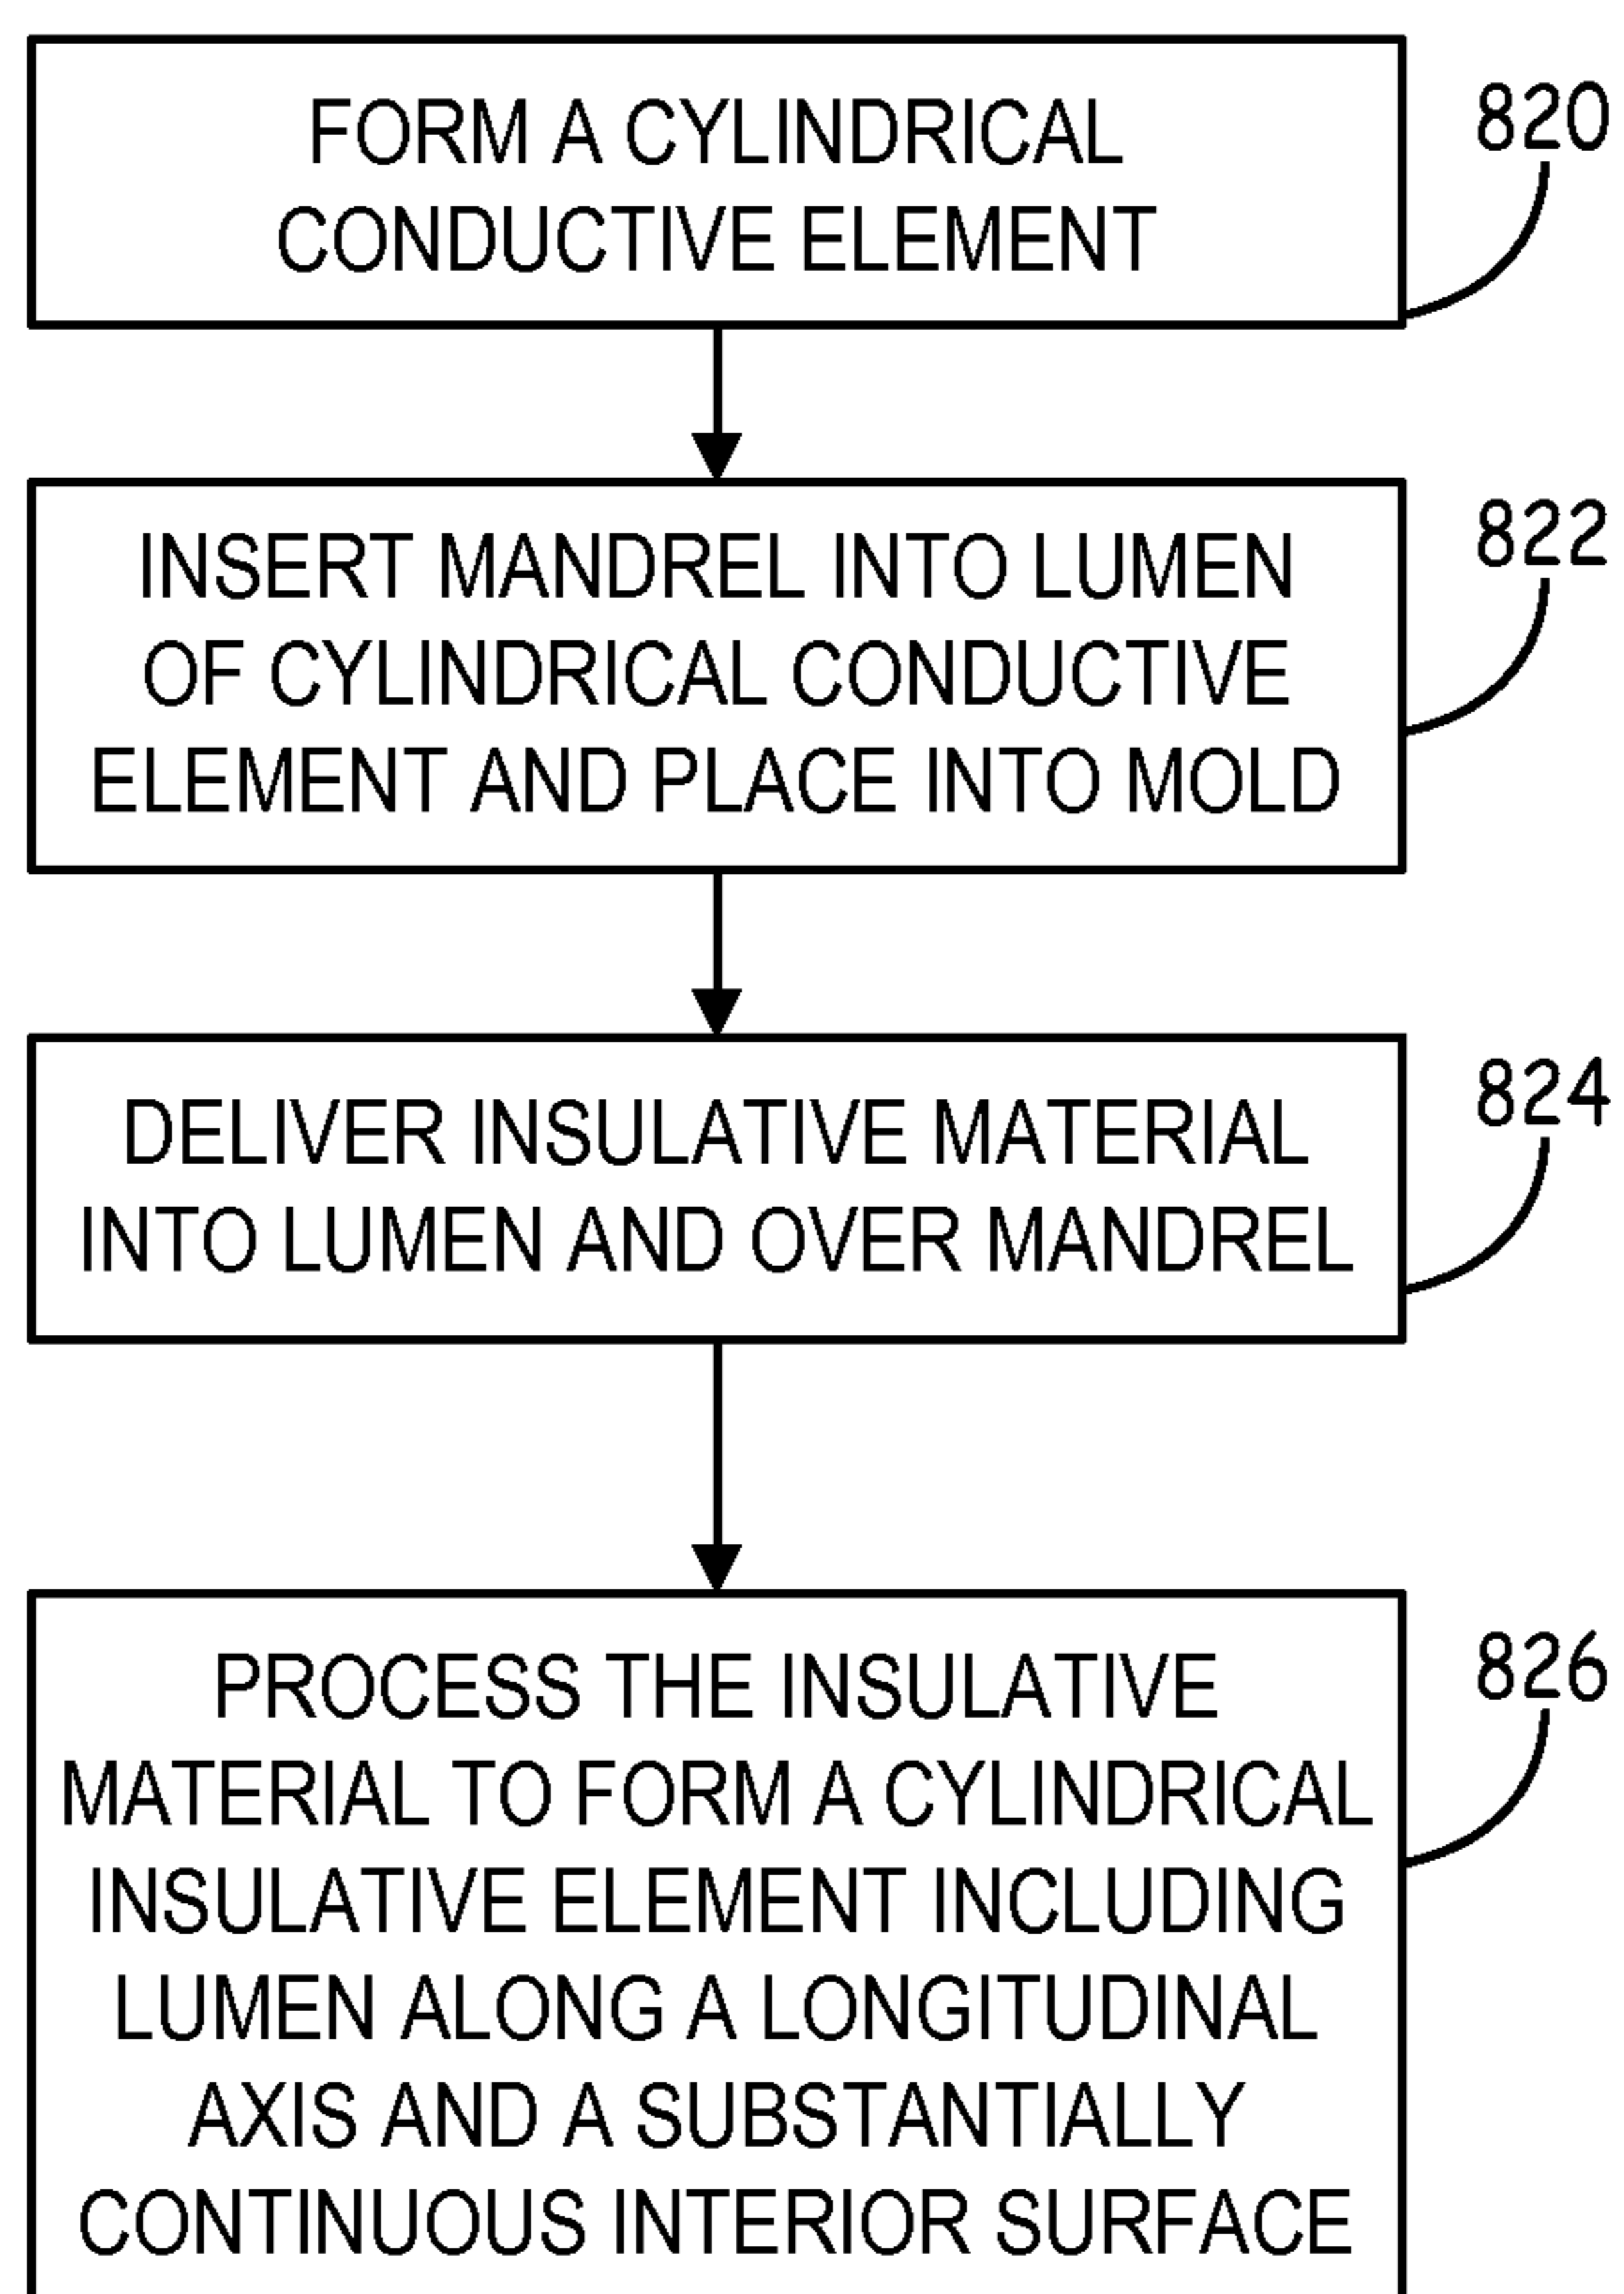 FORM A CYLINDRICAL
CONDUCTIVE ELEMENT
820
INSERT MANDREL INTO LUMEN
OF CYLINDRICAL CONDUCTIVE
ELEMENT AND PLACE INTO MOLD
822
DELIVER INSULATIVE MATERIAL
INTO LUMEN AND OVER MANDREL
824
PROCESS THE INSULATIVE
MATERIAL TO FORM A CYLINDRICAL
INSULATIVE ELEMENT INCLUDING
LUMEN ALONG A LONGITUDINAL
AXIS AND A SUBSTANTIALLY
CONTINUOUS INTERIOR SURFACE
826